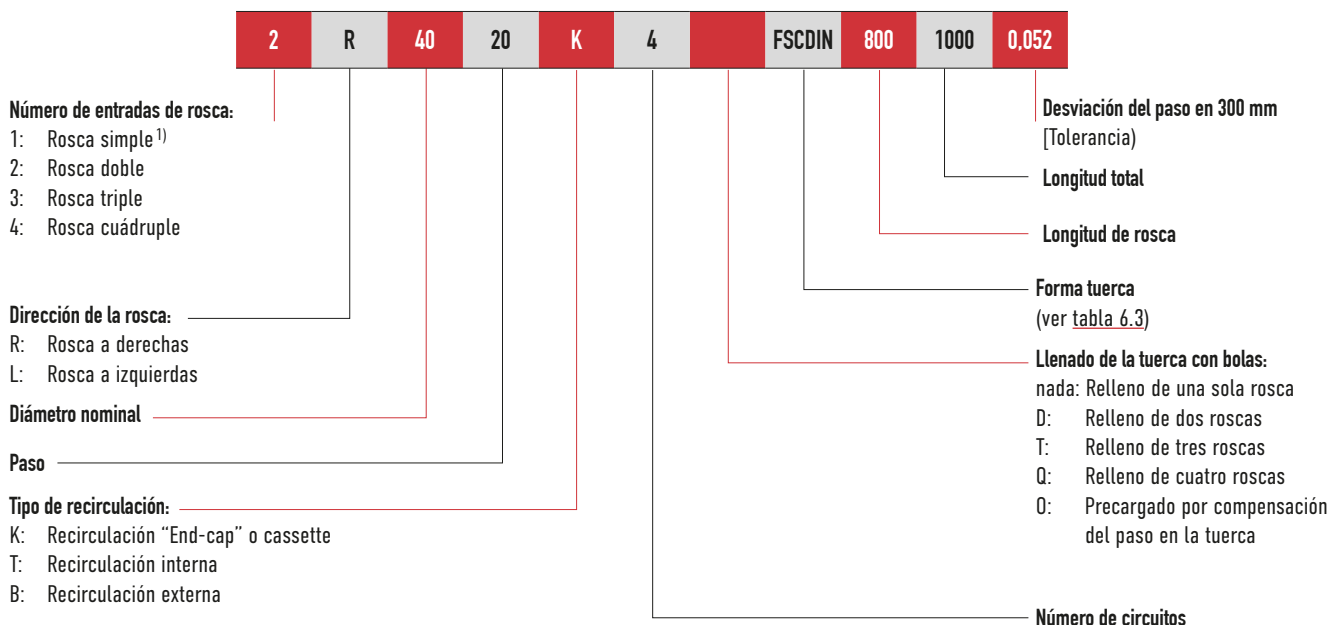 2 R 40 20 K 4 FSCDIN 800 1000 0,052
Número de entradas de rosca:
1: Rosca simple 1)
2: Rosca doble
3: Rosca triple
4: Rosca cuádruple
Dirección de la rosca:
R: Rosca a derechas
L: Rosca a izquierdas
Diámetro nominal
Paso
Tipo de recirculación:
K: Recirculación “End-cap” o cassette
T: Recirculación interna
B: Recirculación externa
Desviación del paso en 300 mm
[Tolerancia)
Longitud total
Longitud de rosca
Forma tuerca
(ver tabla 6.3)
Llenado de la tuerca con bolas:
nada: Relleno de una sola rosca
D: Relleno de dos roscas
T: Relleno de tres roscas
Q: Relleno de cuatro roscas
O: Precargado por compensación
del paso en la tuerca
Número de circuitos